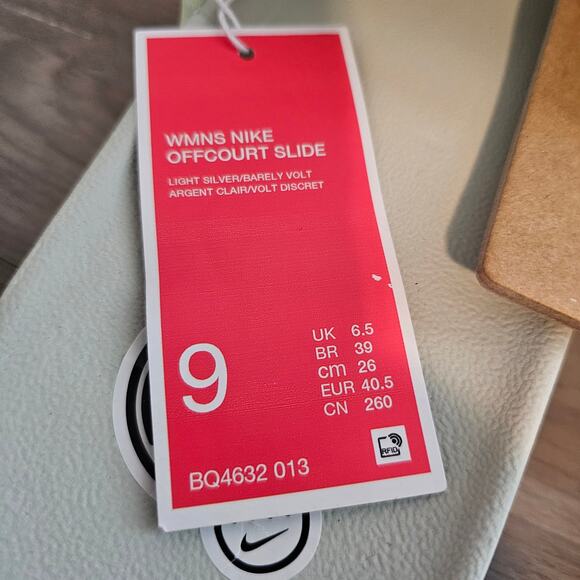 WMNS NIKE
OFFCOURT SLIDE
LIGHT SILVER/BARELY VOLT
ARGENT CLAIR/VOLT DISCRET
9
UK 6.5
BR 39
cm 26
EUR 40.5
CN 260
RFID
BQ4632 013